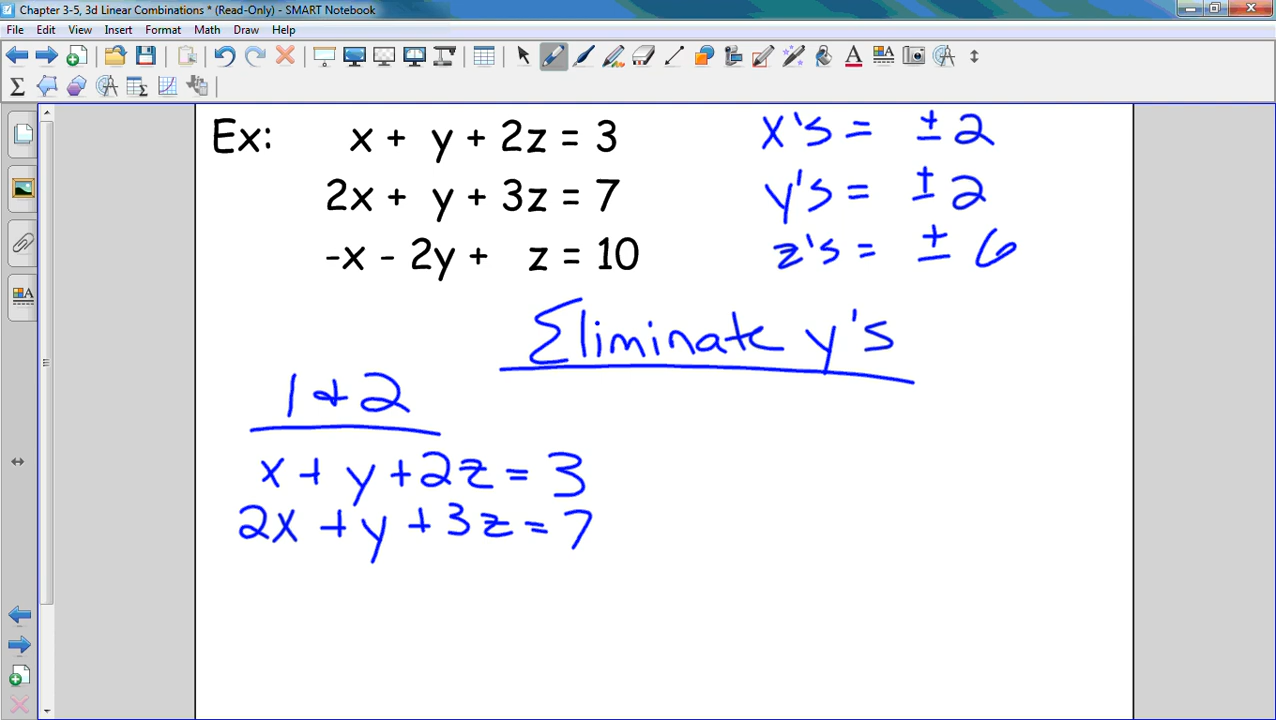 Chapter 3-5, 3d Linear Combinations * (Read-Only) - SMART Notebook
File Edit View Insert Format Math Draw Help
Ex: x + y + 2z = 3
2x + y + 3z = 7
-x - 2y + z = 10
x's = ± 2
y's = ± 2
z's = ± 6
Eliminate y's
1 & 2
x + y + 2z = 3
2x + y + 3z = 7